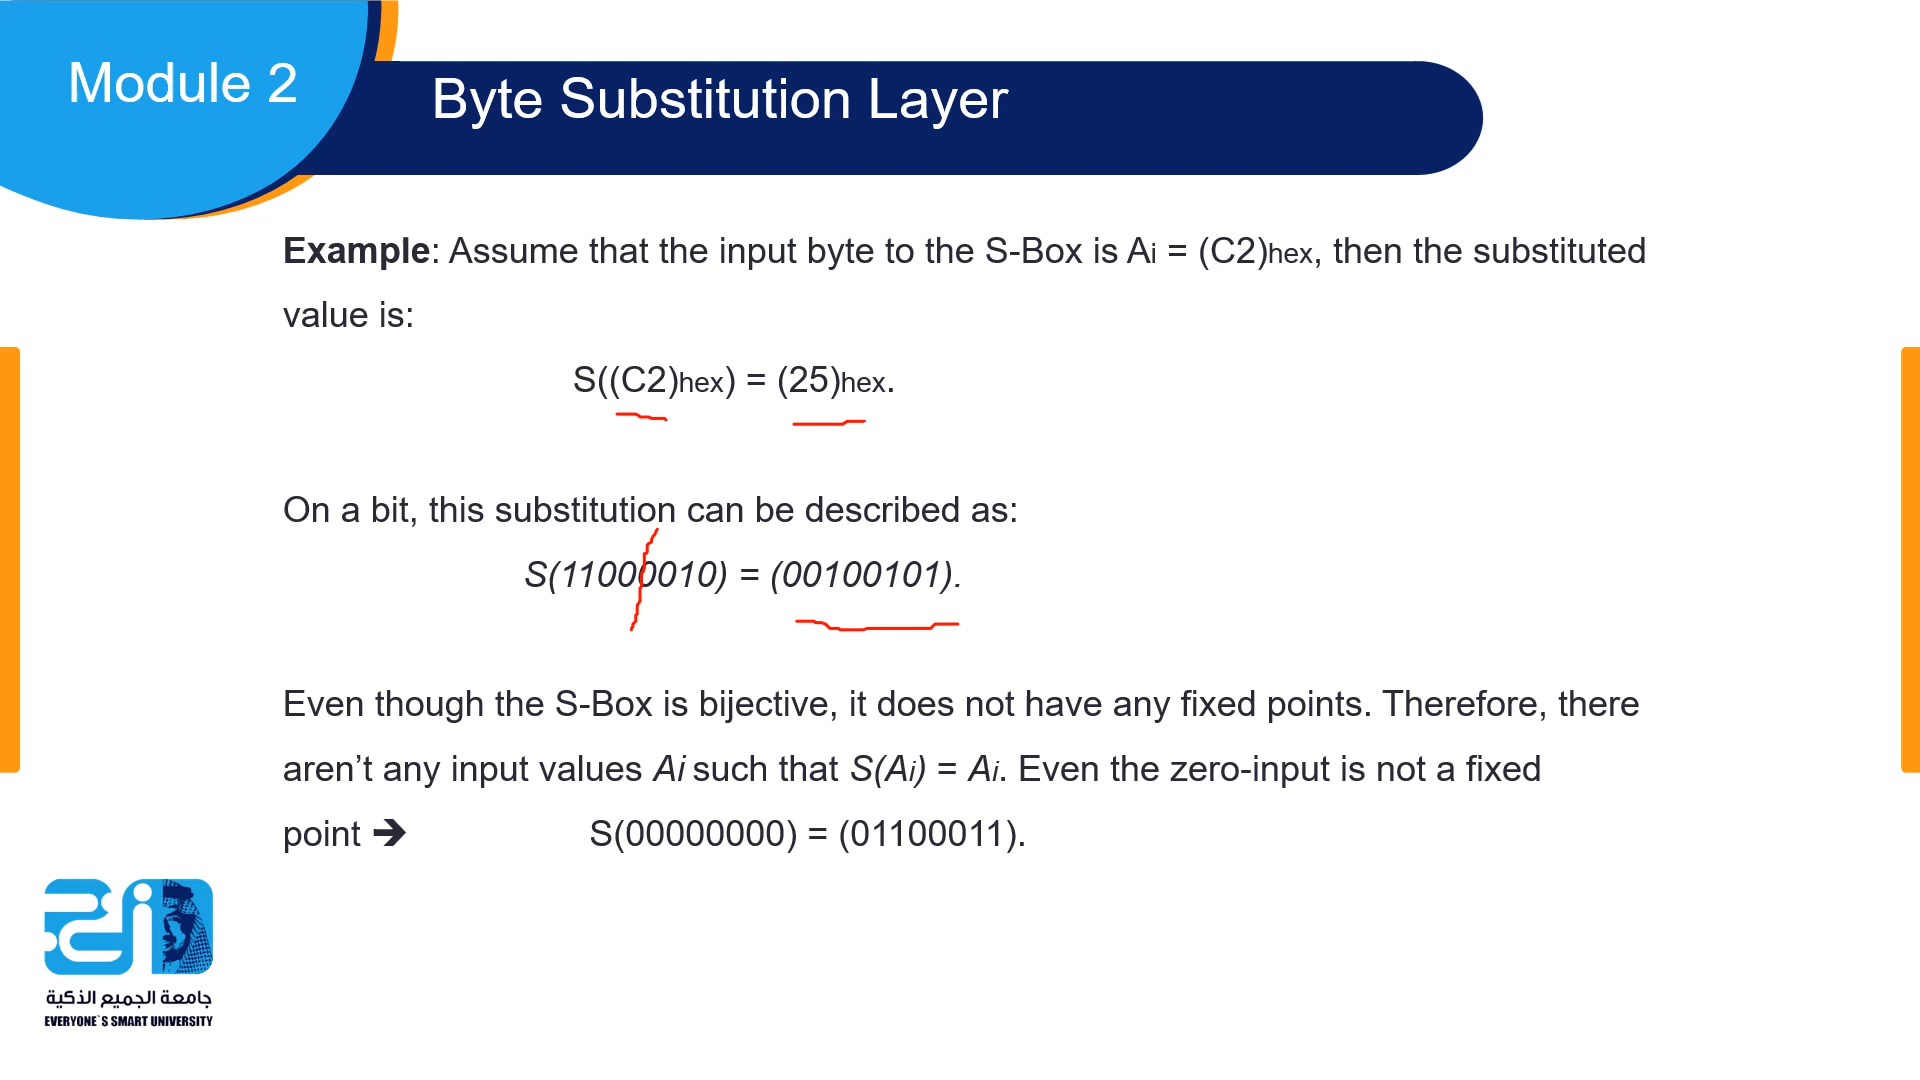 Module 2
Byte Substitution Layer
Example: Assume that the input byte to the S-Box is Ai = (C2)hex, then the substituted
value is:
S((C2)hex) = (25)hex.
On a bit, this substitution can be described as:
S(11000010) = (00100101).
Even though the S-Box is bijective, it does not have any fixed points. Therefore, there
aren’t any input values Ai such that S(Ai) = Ai. Even the zero-input is not a fixed
point ➔ S(00000000) = (01100011).
جامعة الجميع الذكية
EVERYONE`S SMART UNIVERSITY